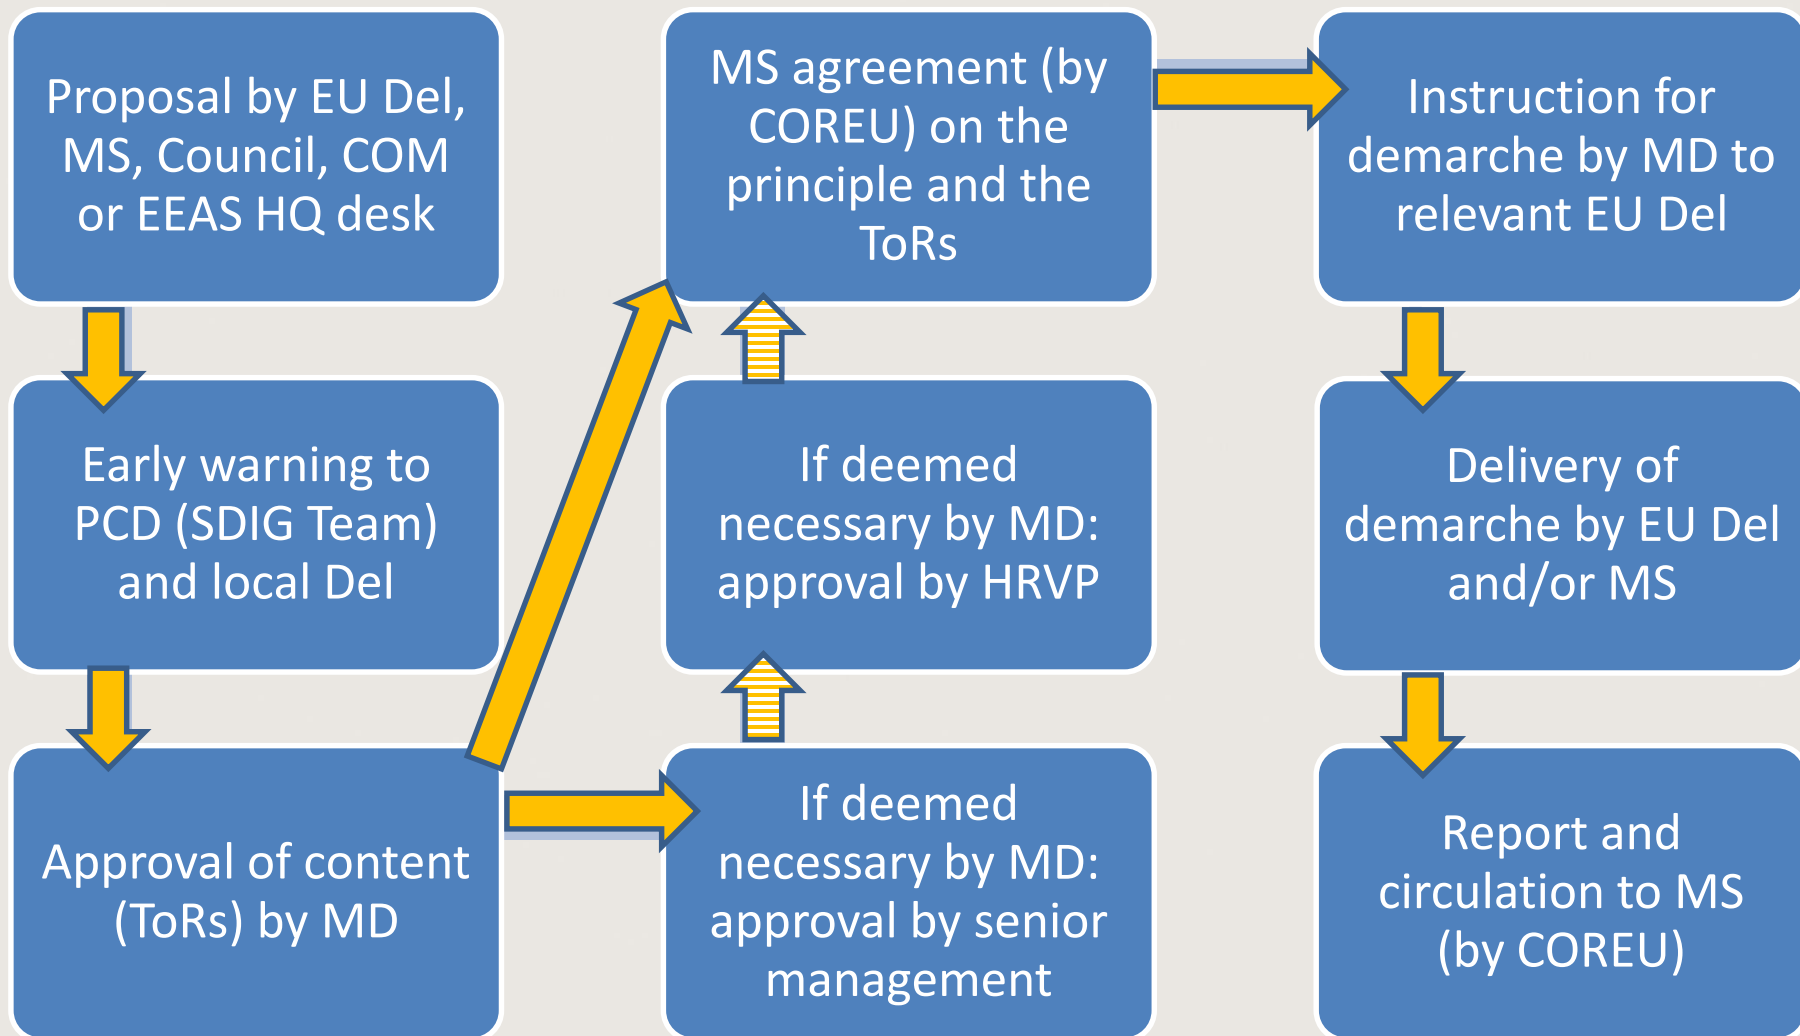 Proposal by EU Del,
MS, Council, COM
or EEAS HQ desk
Early warning to
PCD (SDIG Team)
and local Del
Approval of content
(ToRs) by MD
If deemed
necessary by MD:
approval by senior
management
If deemed
necessary by MD:
approval by HRVP
MS agreement (by
COREU) on the
principle and the
ToRs
Instruction for
demarche by MD to
relevant EU Del
Delivery of
demarche by EU Del
and/or MS
Report and
circulation to MS
(by COREU)